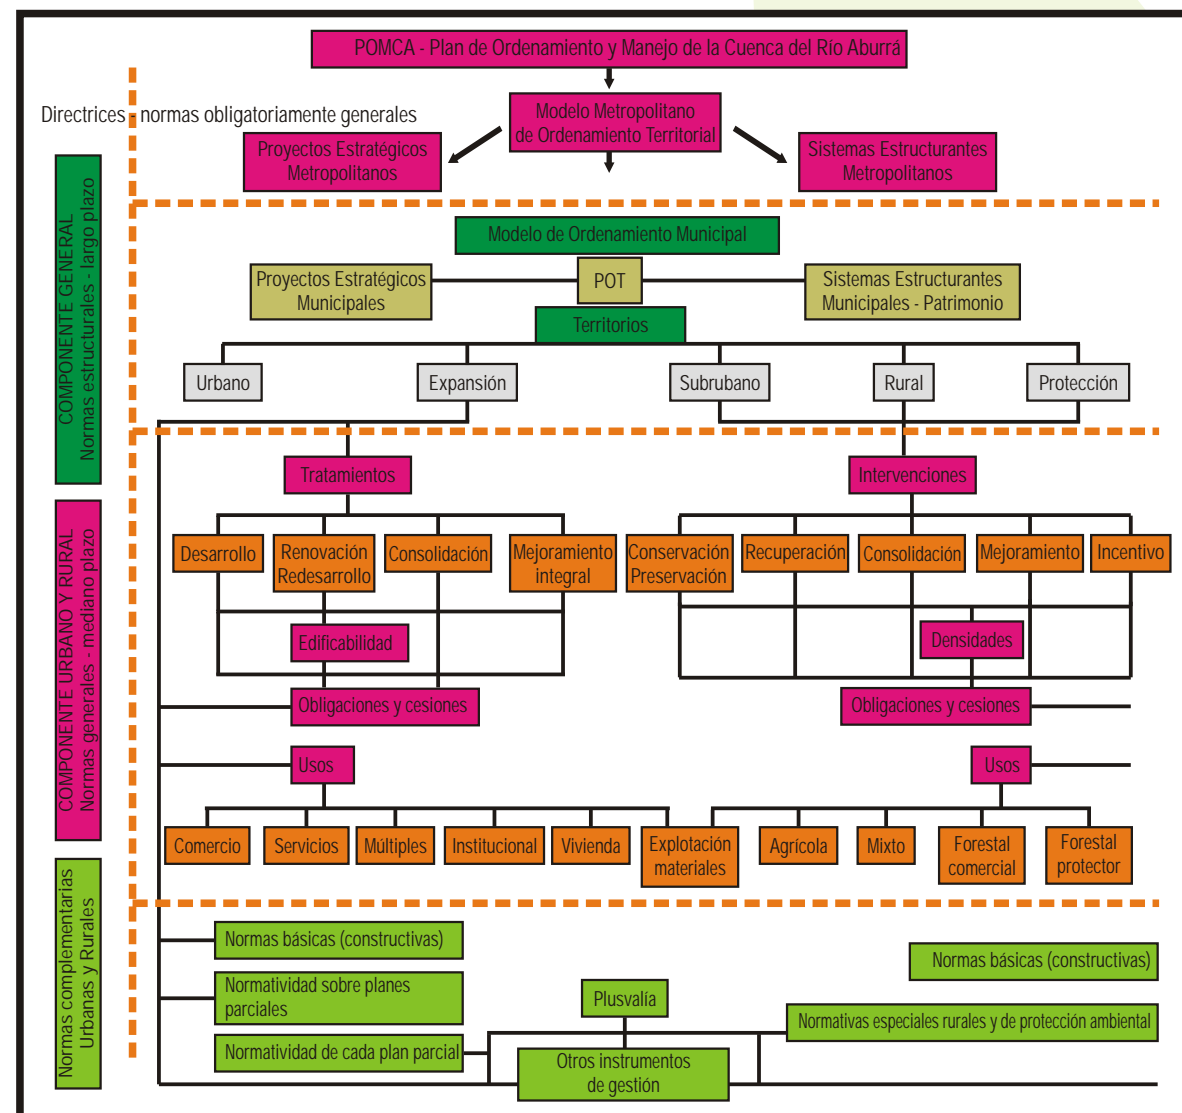 POMCA - Plan de Ordenamiento y Manejo de la Cuenca del Río Aburrá
Directrices - normas obligatoriamente generales
Modelo Metropolitano
de Ordenamiento Territorial
Proyectos Estratégicos
Metropolitanos
Sistemas Estructurantes
Metropolitanos
COMPONENTE GENERAL
Normas estructurales - largo plazo
Modelo de Ordenamiento Municipal
Proyectos Estratégicos
Municipales
POT
Sistemas Estructurantes
Municipales - Patrimonio
Territorios
Urbano
Expansión
Subrubano
Rural
Protección
COMPONENTE URBANO Y RURAL
Normas generales - mediano plazo
Tratamientos
Intervenciones
Desarrollo
Renovación
Redesarrollo
Consolidación
Mejoramiento
integral
Conservación
Preservación
Recuperación
Consolidación
Mejoramiento
Incentivo
Edificabilidad
Densidades
Obligaciones y cesiones
Obligaciones y cesiones
Usos
Usos
Comercio
Servicios
Múltiples
Institucional
Vivienda
Explotación
materiales
Agrícola
Mixto
Forestal
comercial
Forestal
protector
Normas complementarias
Urbanas y Rurales
Normas básicas (constructivas)
Normas básicas (constructivas)
Normatividad sobre planes
parciales
Plusvalía
Normativas especiales rurales y de protección ambiental
Normatividad de cada plan parcial
Otros instrumentos
de gestión